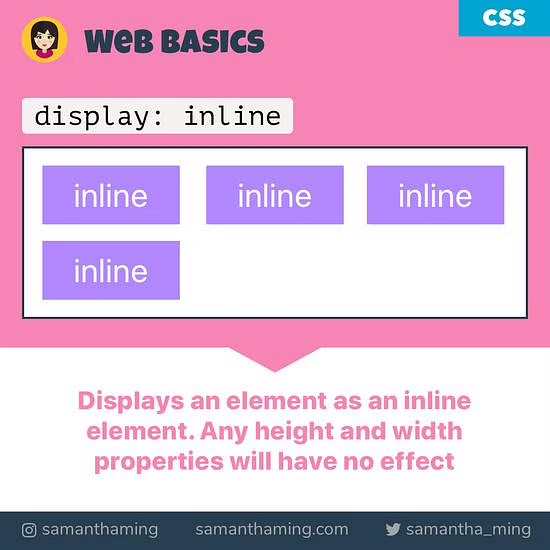 WeB BASICS
CSS
display: inline
inline inline inline
inline
Displays an element as an inline
element. Any height and width
properties will have no effect
samanthaming samanthaming.com samantha_ming